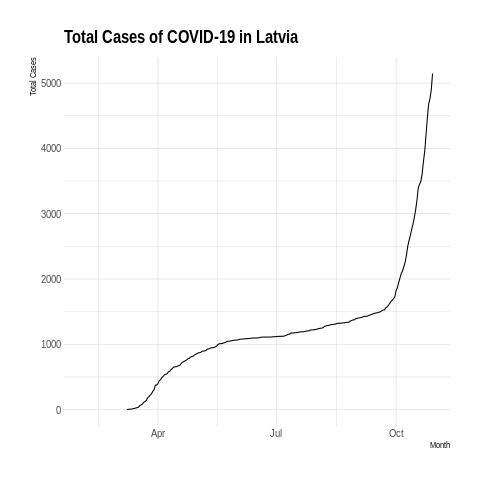 Total Cases of COVID-19 in Latvia
Total Cases
5000
4000
3000
2000
1000
0
Apr
Jul
Oct
Month